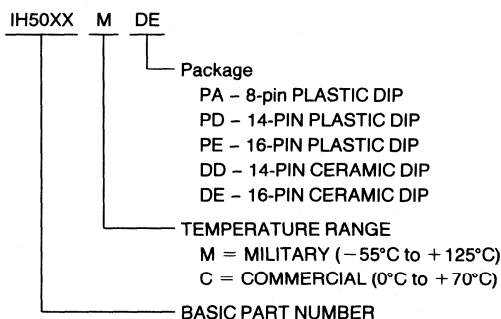 IH50XX M DE
Package
PA – 8-pin PLASTIC DIP
PD – 14-PIN PLASTIC DIP
PE – 16-PIN PLASTIC DIP
DD – 14-PIN CERAMIC DIP
DE – 16-PIN CERAMIC DIP
TEMPERATURE RANGE
M = MILITARY (−55°C to +125°C)
C = COMMERCIAL (0°C to +70°C)
BASIC PART NUMBER